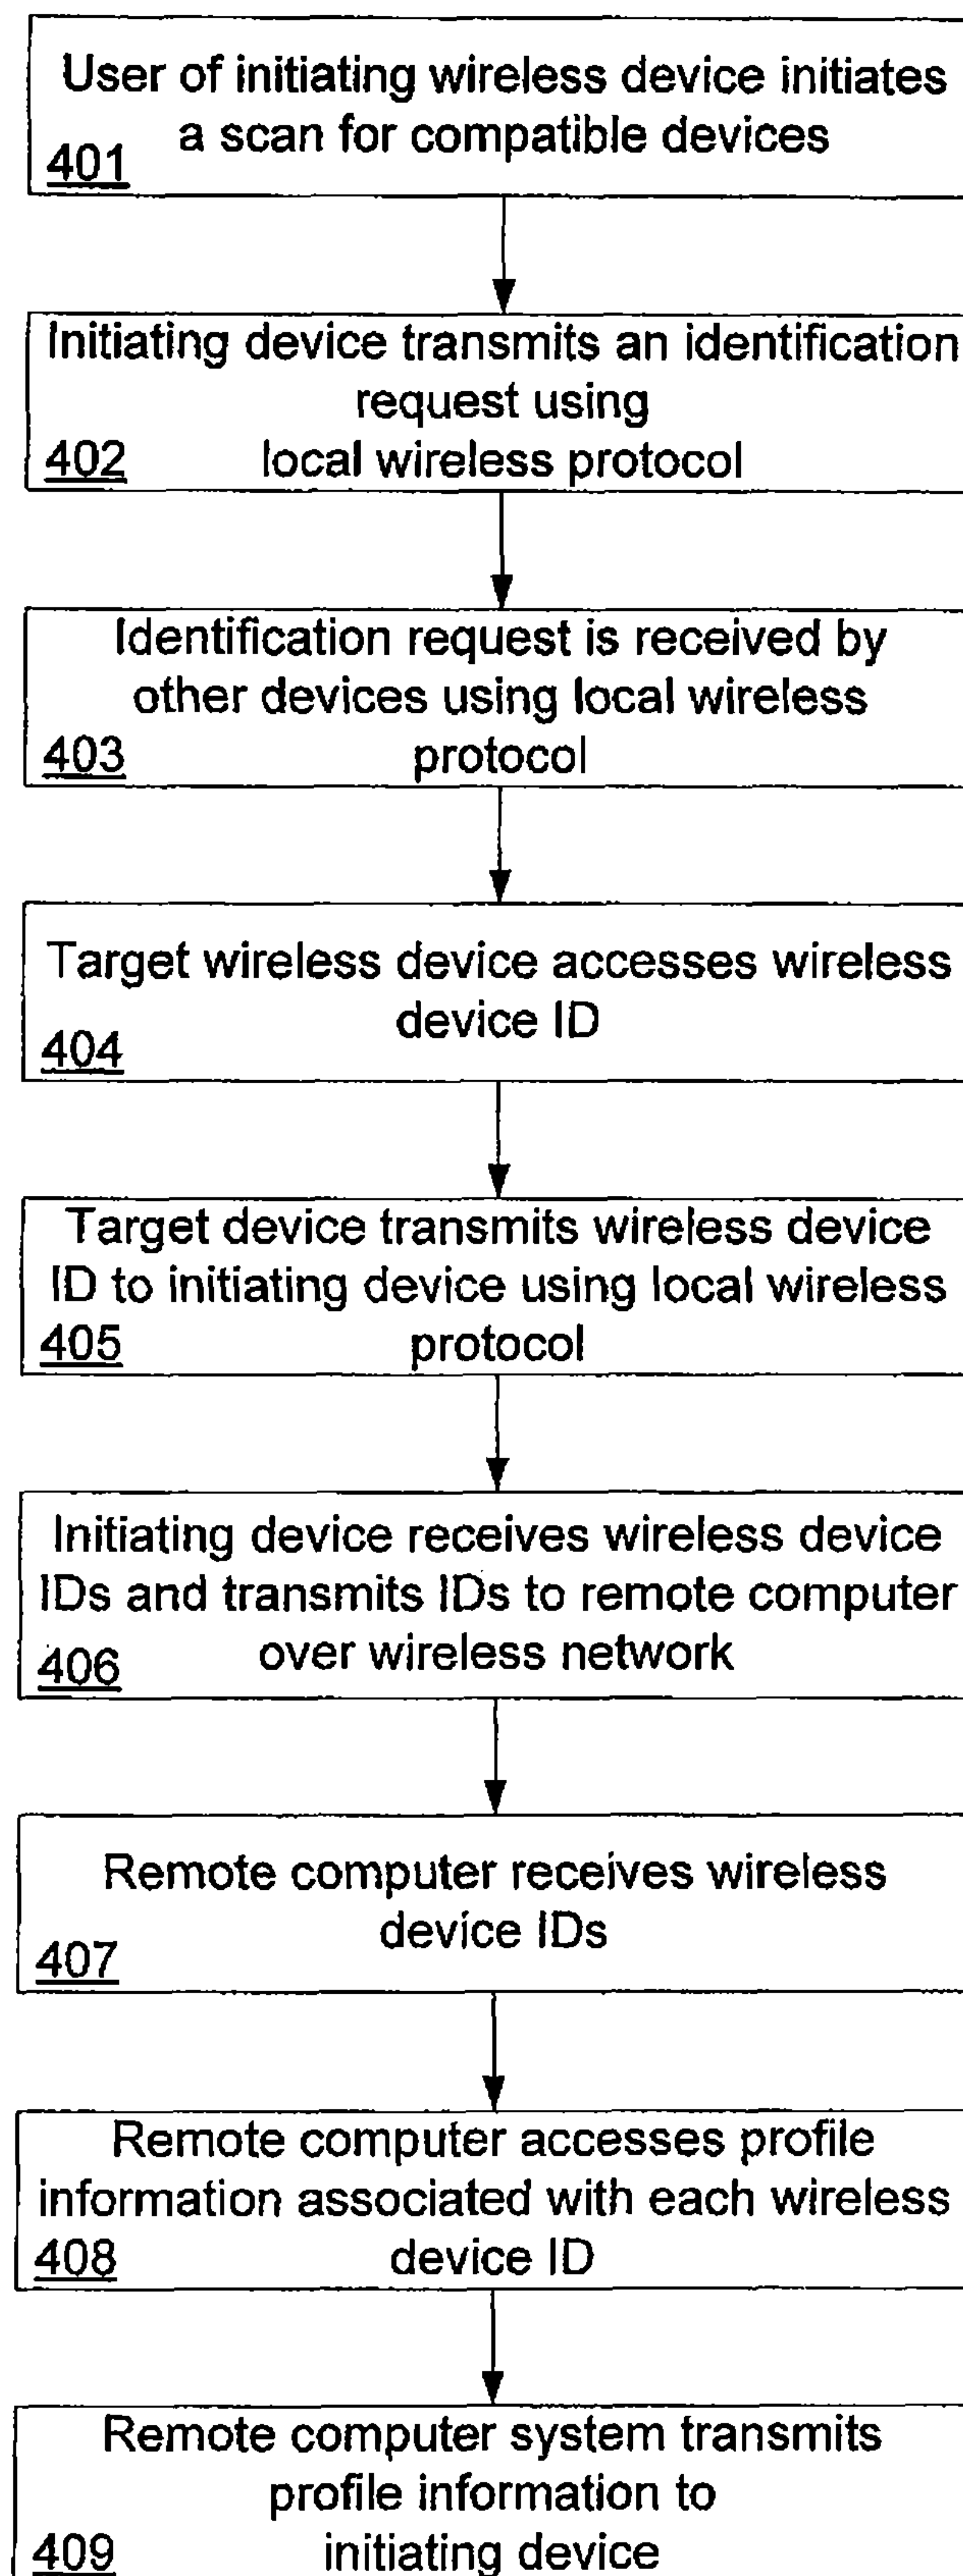 User of initiating wireless device initiates
a scan for compatible devices
401
Initiating device transmits an identification
request using
local wireless protocol
402
Identification request is received by
other devices using local wireless
protocol
403
Target wireless device accesses wireless
device ID
404
Target device transmits wireless device
ID to initiating device using local wireless
protocol
405
Initiating device receives wireless device
IDs and transmits IDs to remote computer
over wireless network
406
Remote computer receives wireless
device IDs
407
Remote computer accesses profile
information associated with each wireless
device ID
408
Remote computer system transmits
profile information to
initiating device
409